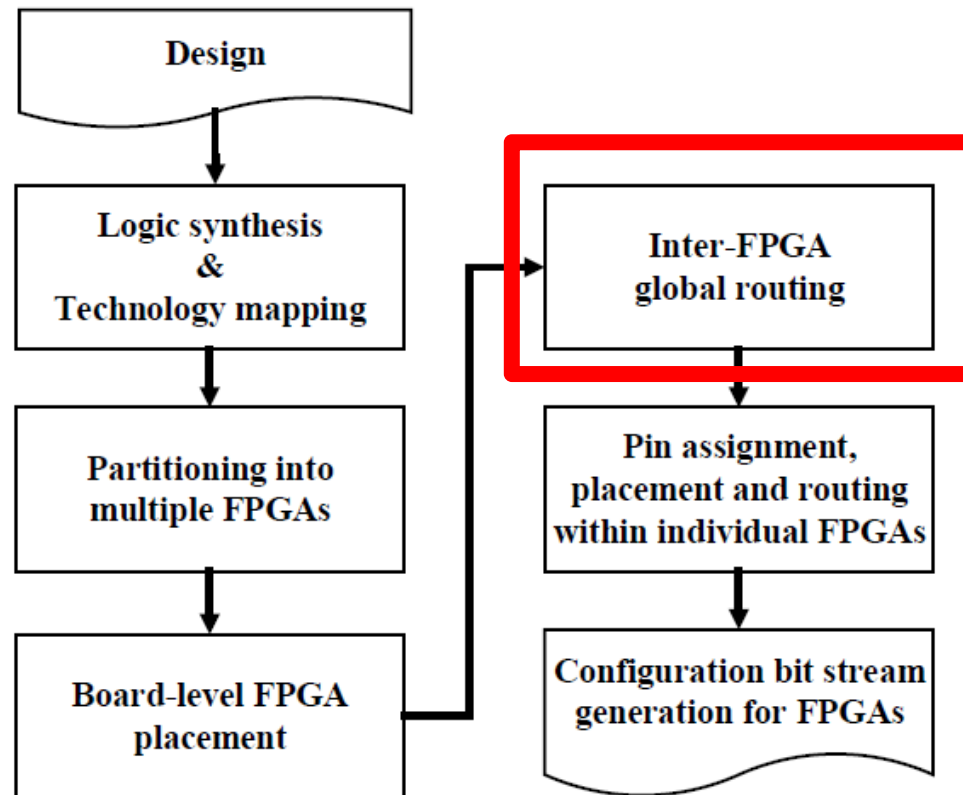 Design
Logic synthesis
&
Technology mapping
Partitioning into
multiple FPGAs
Board-level FPGA
placement
Inter-FPGA
global routing
Pin assignment,
placement and routing
within individual FPGAs
Configuration bit stream
generation for FPGAs